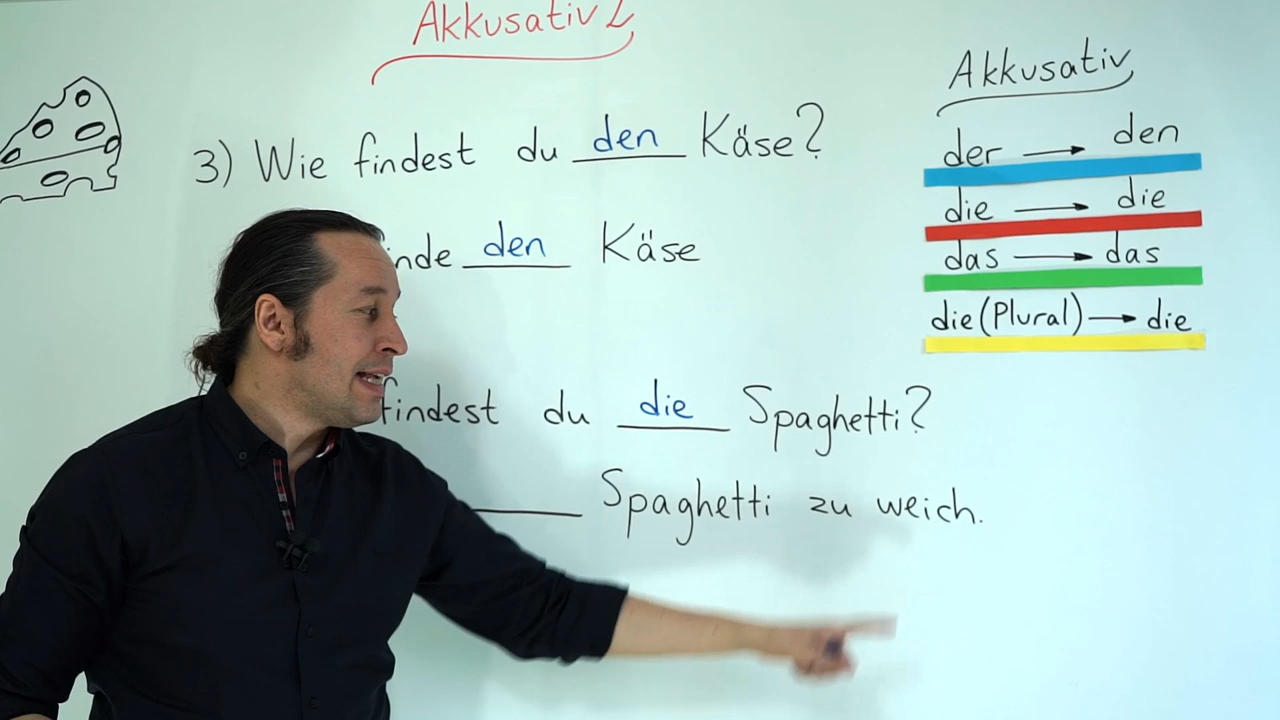 Akkusativ 2
3) Wie findest du den Käse?
nde den Käse
findest du die Spaghetti?
Spaghetti zu weich.
Akkusativ
der → den
die → die
das → das
die (Plural) → die